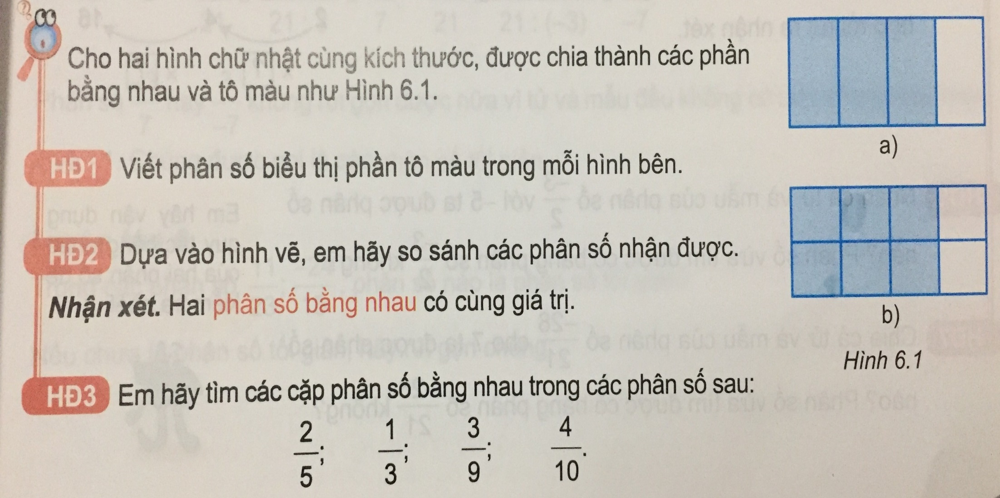 Cho hai hình chữ nhật cùng kích thước, được chia thành các phần
bằng nhau và tô màu như Hình 6.1.
a)
HĐ1 Viết phân số biểu thị phần tô màu trong mỗi hình bên.
HĐ2 Dựa vào hình vẽ, em hãy so sánh các phân số nhận được.
Nhận xét. Hai phân số bằng nhau có cùng giá trị.
b)
Hình 6.1
HĐ3 Em hãy tìm các cặp phân số bằng nhau trong các phân số sau:
2/5; 1/3; 3/9; 4/10.